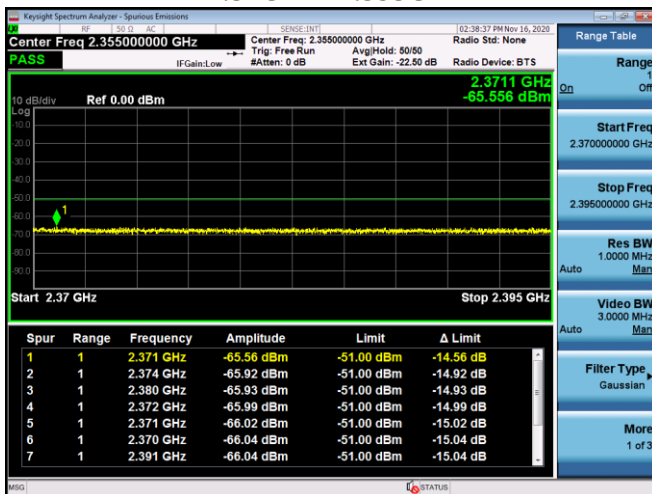 Keysight Spectrum Analyzer - Spurious Emissions
RF 50 Ω AC SENSE:INT 02:38:37 PM Nov 16, 2020
Center Freq 2.355000000 GHz Center Freq: 2.355000000 GHz Radio Std: None
Trig: Free Run Avg|Hold: 50/50
PASS IFGain:Low #Atten: 0 dB Ext Gain: -22.50 dB Radio Device: BTS
2.3711 GHz
-65.556 dBm
10 dB/div Ref 0.00 dBm
Log
-10.0
-20.0
-30.0
-40.0
-50.0
-60.0
-70.0
-80.0
-90.0
1
Start 2.37 GHz Stop 2.395 GHz
Spur Range Frequency Amplitude Limit Δ Limit
1 1 2.371 GHz -65.56 dBm -51.00 dBm -14.56 dB
2 1 2.374 GHz -65.92 dBm -51.00 dBm -14.92 dB
3 1 2.380 GHz -65.93 dBm -51.00 dBm -14.93 dB
4 1 2.372 GHz -65.99 dBm -51.00 dBm -14.99 dB
5 1 2.371 GHz -66.02 dBm -51.00 dBm -15.02 dB
6 1 2.370 GHz -66.04 dBm -51.00 dBm -15.04 dB
7 1 2.391 GHz -66.04 dBm -51.00 dBm -15.04 dB
MSG STATUS
Range Table
Range
1
On Off
Start Freq
2.370000000 GHz
Stop Freq
2.395000000 GHz
Res BW
1.0000 MHz
Auto Man
Video BW
3.0000 MHz
Auto Man
Filter Type
Gaussian
More
1 of 3